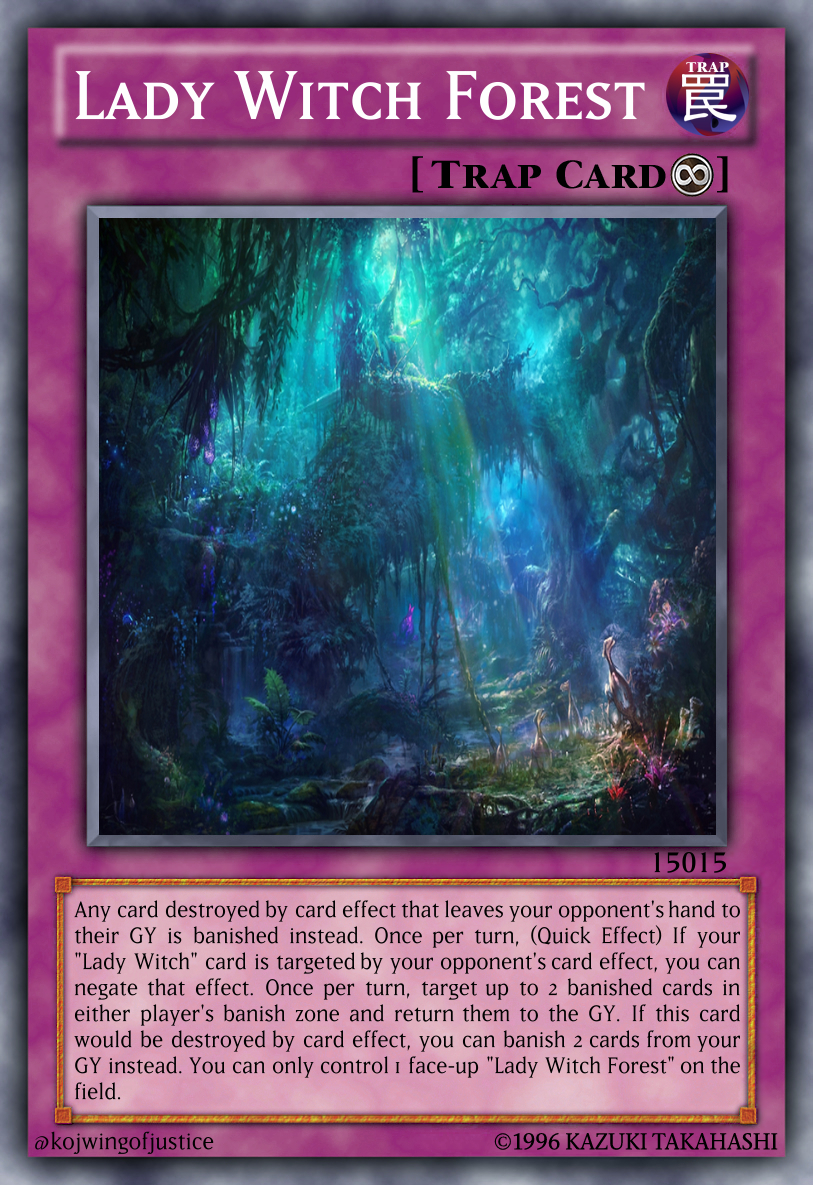 Lady Witch Forest
TRAP
罠
[Trap Card∞]
15015
Any card destroyed by card effect that leaves your opponent's hand to
their GY is banished instead. Once per turn, (Quick Effect) If your
"Lady Witch" card is targeted by your opponent's card effect, you can
negate that effect. Once per turn, target up to 2 banished cards in
either player's banish zone and return them to the GY. If this card
would be destroyed by card effect, you can banish 2 cards from your
GY instead. You can only control 1 face-up "Lady Witch Forest" on the
field.
@kojwingofjustice
©1996 KAZUKI TAKAHASHI